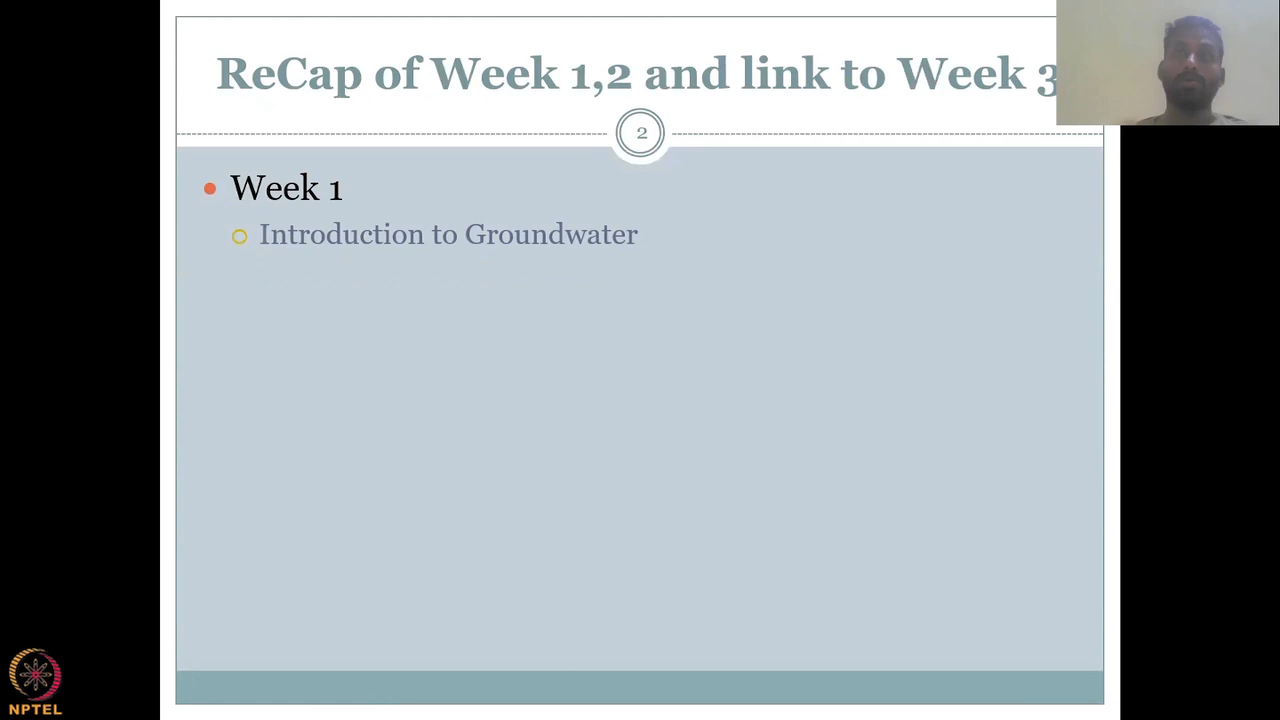 ReCap of Week 1,2 and link to Week 3
2
Week 1
Introduction to Groundwater
NPTEL